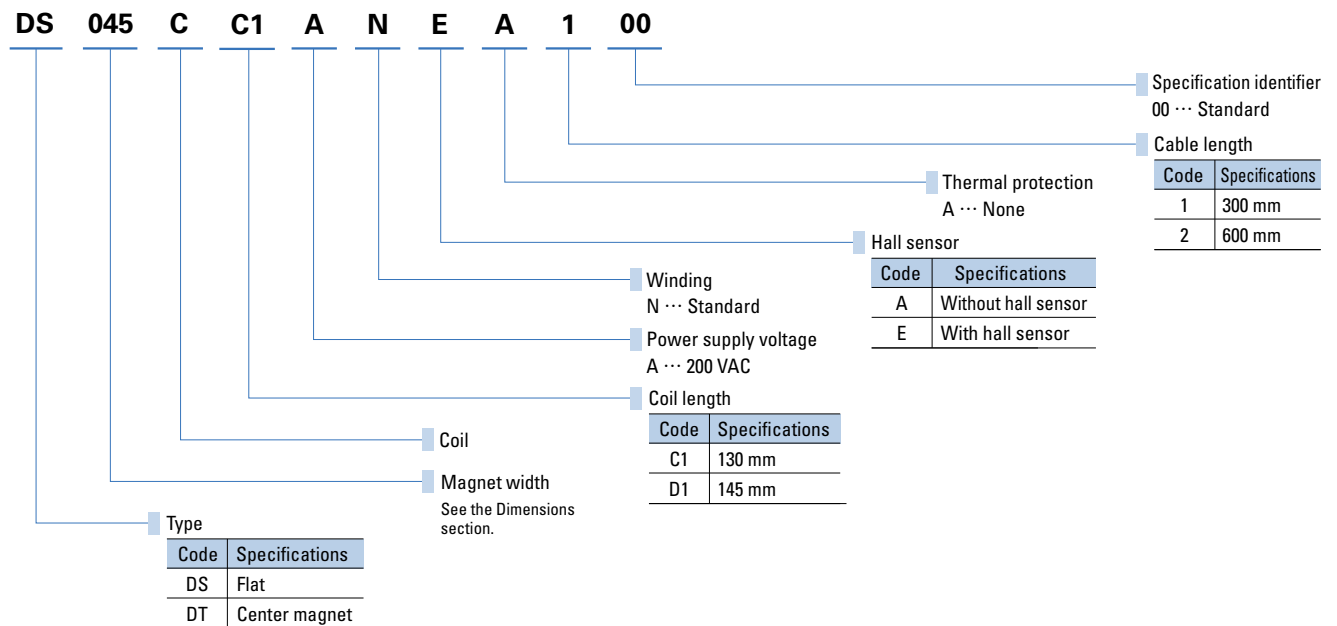 DS 045 C C1 A N E A 1 00
Specification identifier
00 ··· Standard
Cable length
Code Specifications
1 300 mm
2 600 mm
Thermal protection
A ··· None
Hall sensor
Code Specifications
A Without hall sensor
E With hall sensor
Winding
N ··· Standard
Power supply voltage
A ··· 200 VAC
Coil length
Code Specifications
C1 130 mm
D1 145 mm
Coil
Magnet width
See the Dimensions
section.
Type
Code Specifications
DS Flat
DT Center magnet